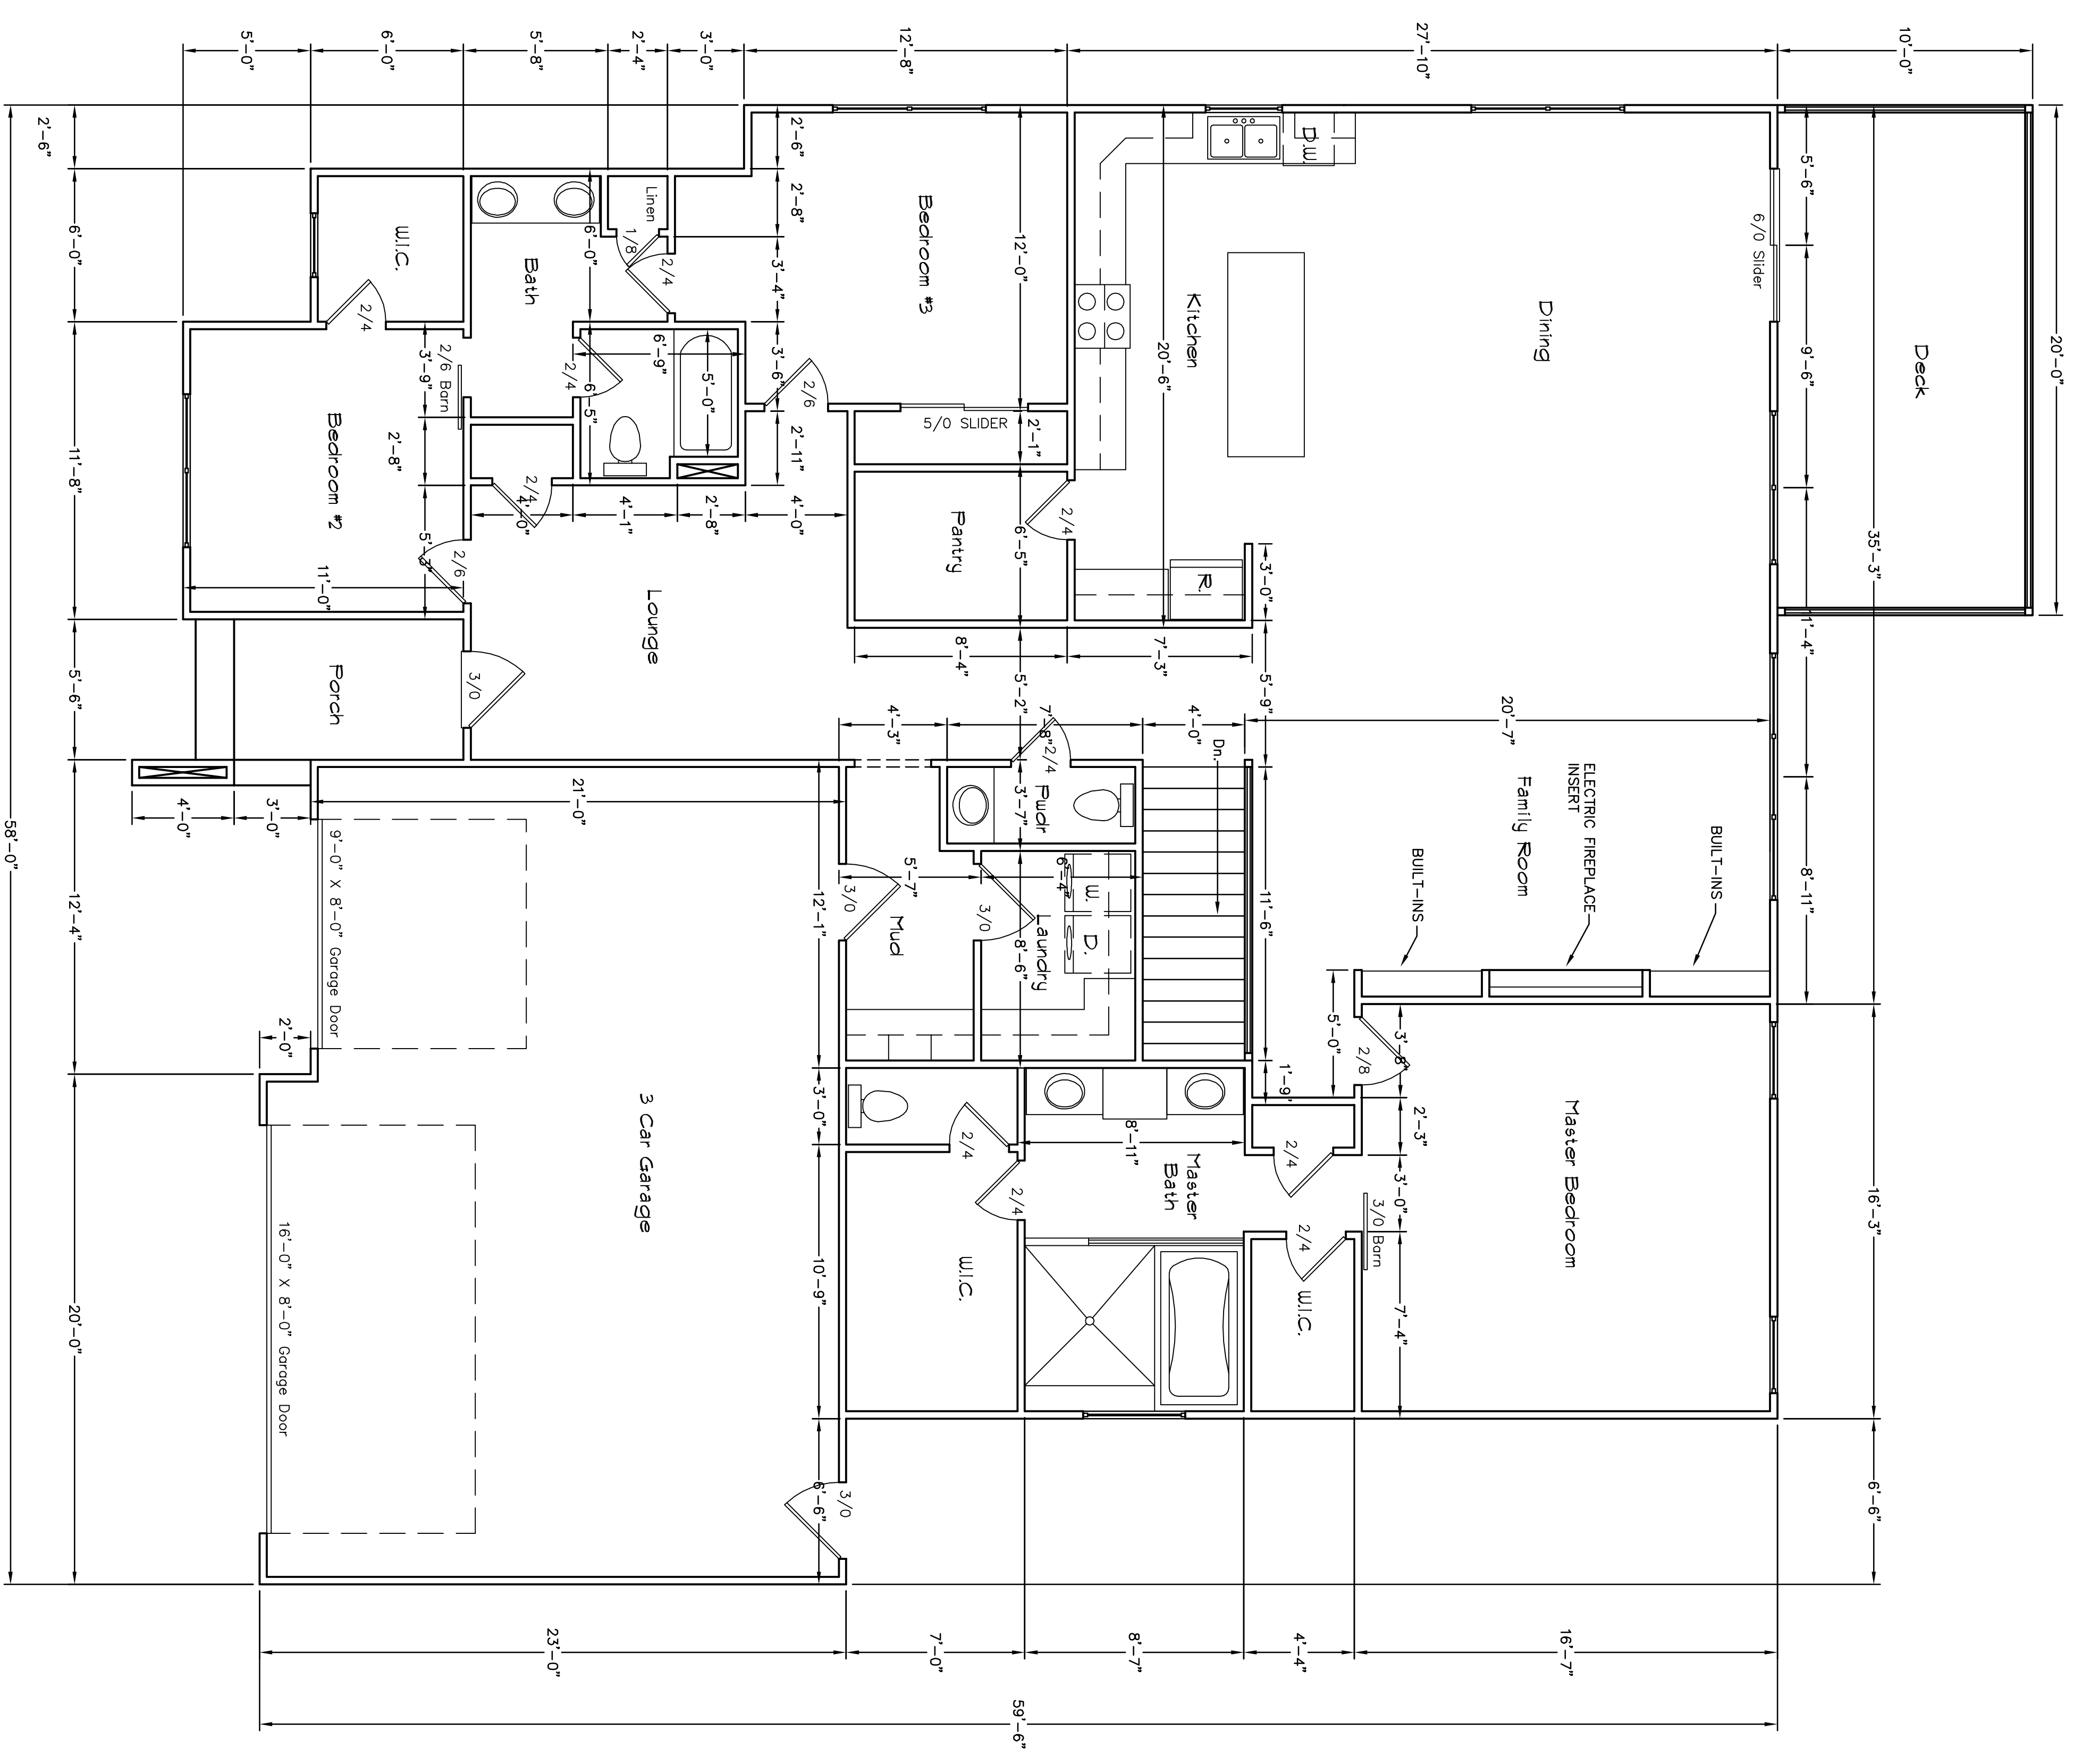 10'-0"
27'-10"
12'-8"
3'-0"
2'-4"
5'-8"
6'-0"
5'-0"
20'-0"
Deck
35'-3"
16'-3"
6'-6"
5'-6"
9'-6"
1'-4"
8'-11"
6/0 Slider
Dining
20'-7"
Family Room
ELECTRIC FIREPLACE
INSERT
BUILT-INS
BUILT-INS
Master Bedroom
16'-7"
D.W.
Kitchen
20'-6"
R.
3'-0"
5'-9"
11'-6"
1'-9"
5'-0"
3'-8"
2/8
2'-3"
3'-0"
3/0 Barn
7'-4"
2/4
2/4
W.I.C.
4'-4"
7'-3"
8'-4"
4'-0"
Dn.
Master
Bath
8'-11"
8'-7"
2'-6"
2'-8"
3'-4"
3'-6"
2'-11"
Bedroom #3
12'-0"
2'-1"
5/0 SLIDER
2/6
Pantry
6'-5"
2/4
5'-2"
7'-8"
2/4
4'-3"
Pwdr
3'-7"
W.
D.
6'-4"
Laundry
8'-6"
3/0
5'-7"
Mud
3/0
2/4
2/4
W.I.C.
7'-0"
12'-1"
3'-0"
10'-9"
6'-6"
3/0
Linen
1/8
2/4
6'-0"
Bath
6'-9"
5'-0"
2/4
6'-5"
2/4
4'-0"
4'-1"
2'-8"
4'-0"
Lounge
W.I.C.
2/4
3'-9"
2/6 Barn
2'-8"
5'-3"
2/6
Bedroom #2
11'-0"
Porch
3/0
21'-0"
3 Car Garage
23'-0"
9'-0" X 8'-0" Garage Door
16'-0" X 8'-0" Garage Door
2'-0"
3'-0"
4'-0"
2'-6"
6'-0"
11'-8"
5'-6"
12'-4"
20'-0"
58'-0"
59'-6"